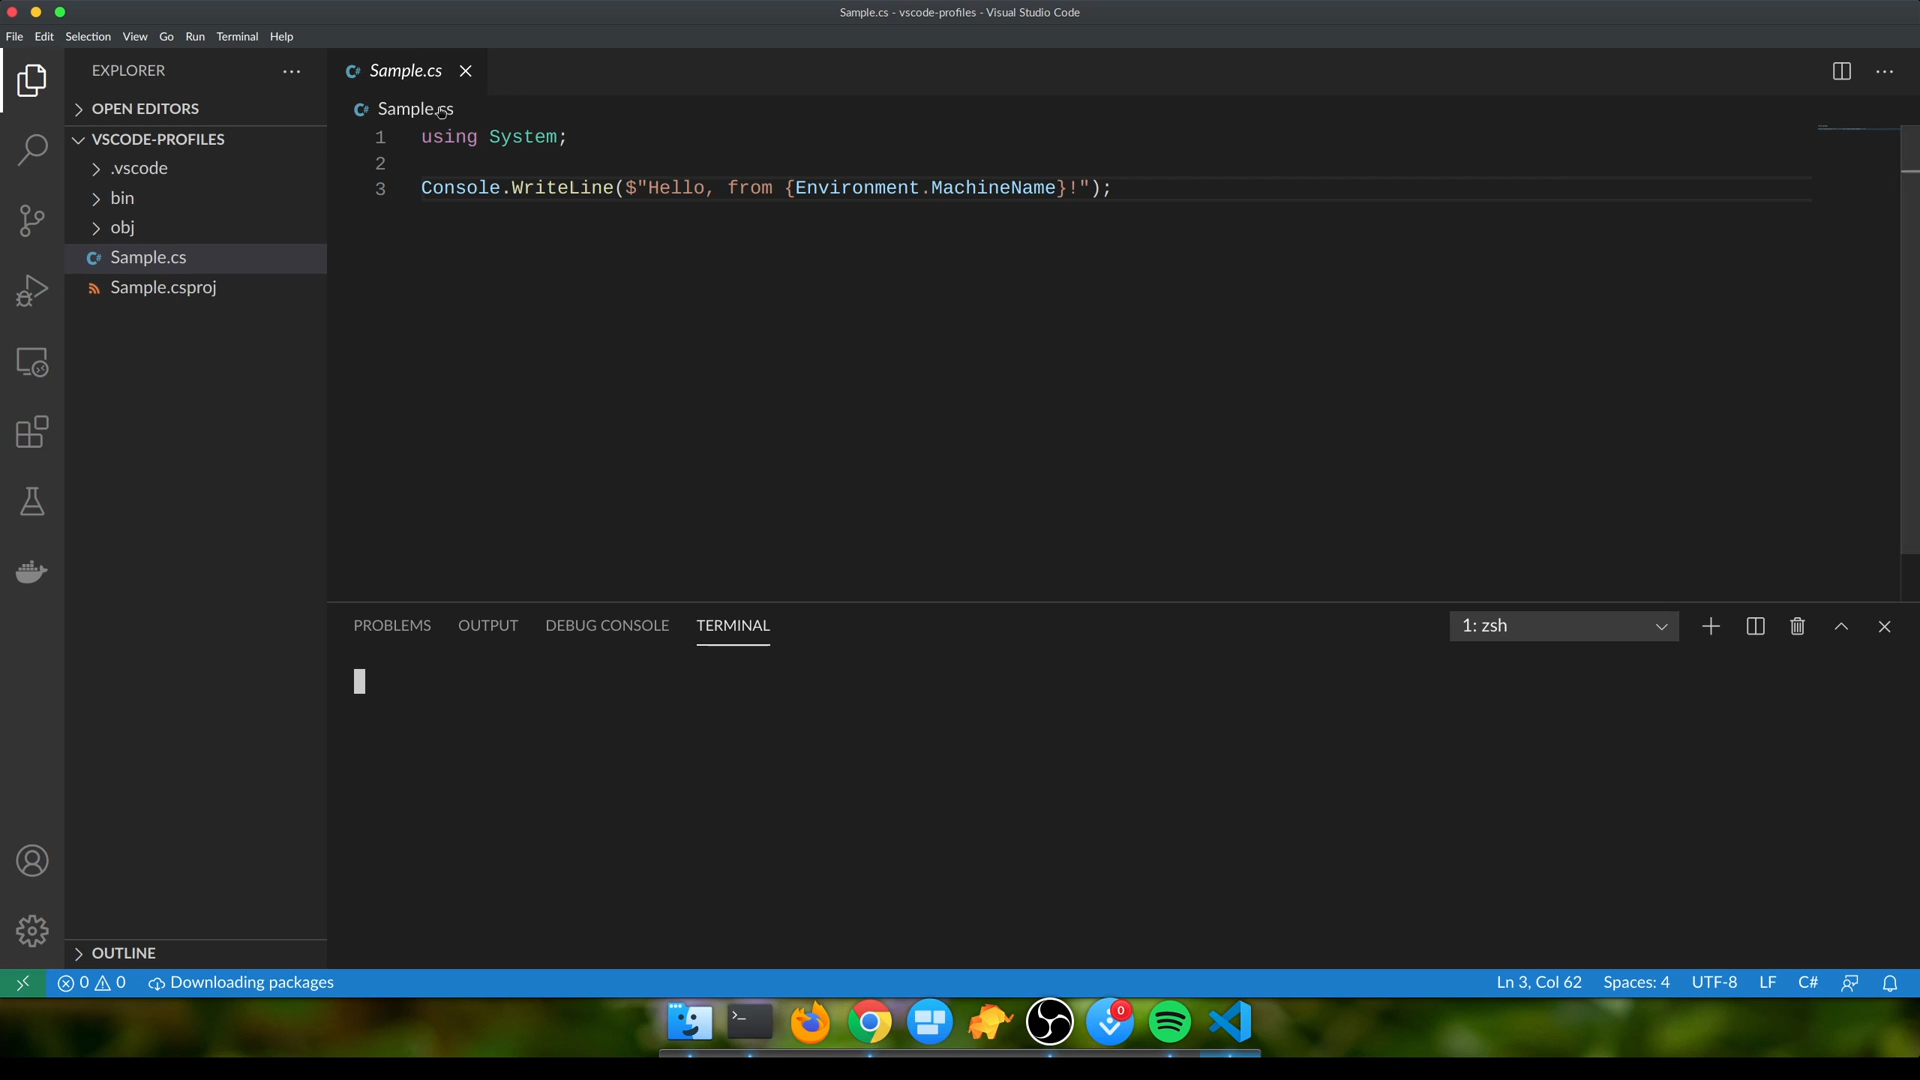 Sample.cs - vscode-profiles - Visual Studio Code
File Edit Selection View Go Run Terminal Help
EXPLORER
OPEN EDITORS
VSCODE-PROFILES
.vscode
bin
obj
C# Sample.cs
Sample.csproj
OUTLINE
C# Sample.cs
C# Sample.cs
1 using System;
2
3 Console.WriteLine($"Hello, from {Environment.MachineName}!");
PROBLEMS OUTPUT DEBUG CONSOLE TERMINAL
1: zsh
0 0 Downloading packages
Ln 3, Col 62 Spaces: 4 UTF-8 LF C#
>_
0